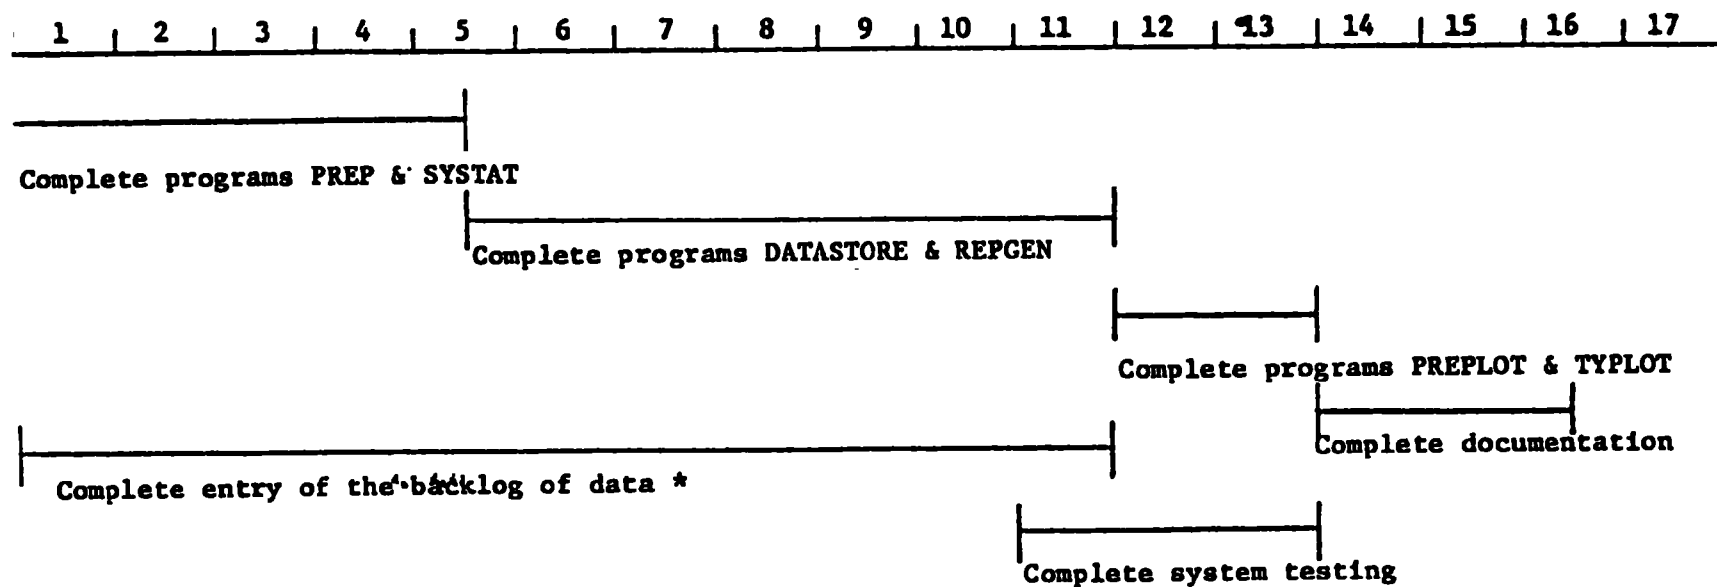 1 2 3 4 5 6 7 8 9 10 11 12 13 14 15 16 17
Complete programs PREP & SYSTAT
Complete programs DATASTORE & REPGEN
Complete programs PREPLOT & TYPLOT
Complete documentation
Complete entry of the backlog of data *
Complete system testing